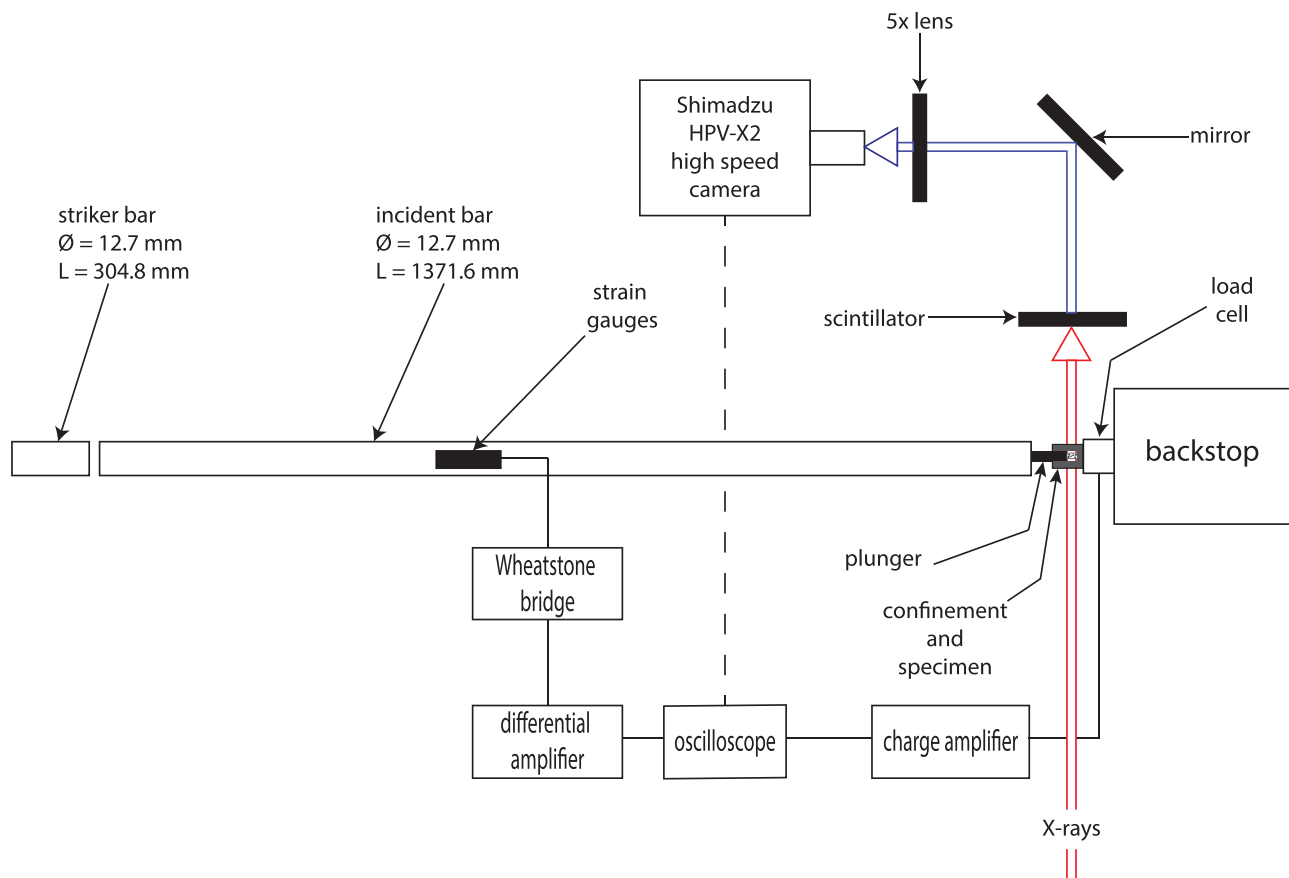 5x lens
Shimadzu
HPV-X2
high speed
camera
mirror
striker bar
Ø = 12.7 mm
L = 304.8 mm
incident bar
Ø = 12.7 mm
L = 1371.6 mm
strain
gauges
scintillator
load
cell
backstop
Wheatstone
bridge
plunger
confinement
and
specimen
differential
amplifier
oscilloscope
charge amplifier
X-rays